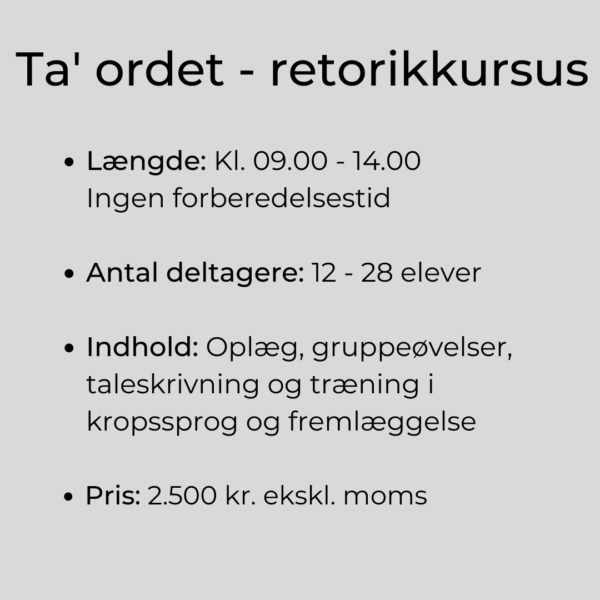 Ta' ordet - retorikkursus
• Længde: Kl. 09.00 - 14.00
Ingen forberedelsestid
• Antal deltagere: 12 - 28 elever
• Indhold: Oplæg, gruppeøvelser,
taleskrivning og træning i
kropssprog og fremlæggelse
• Pris: 2.500 kr. ekskl. moms